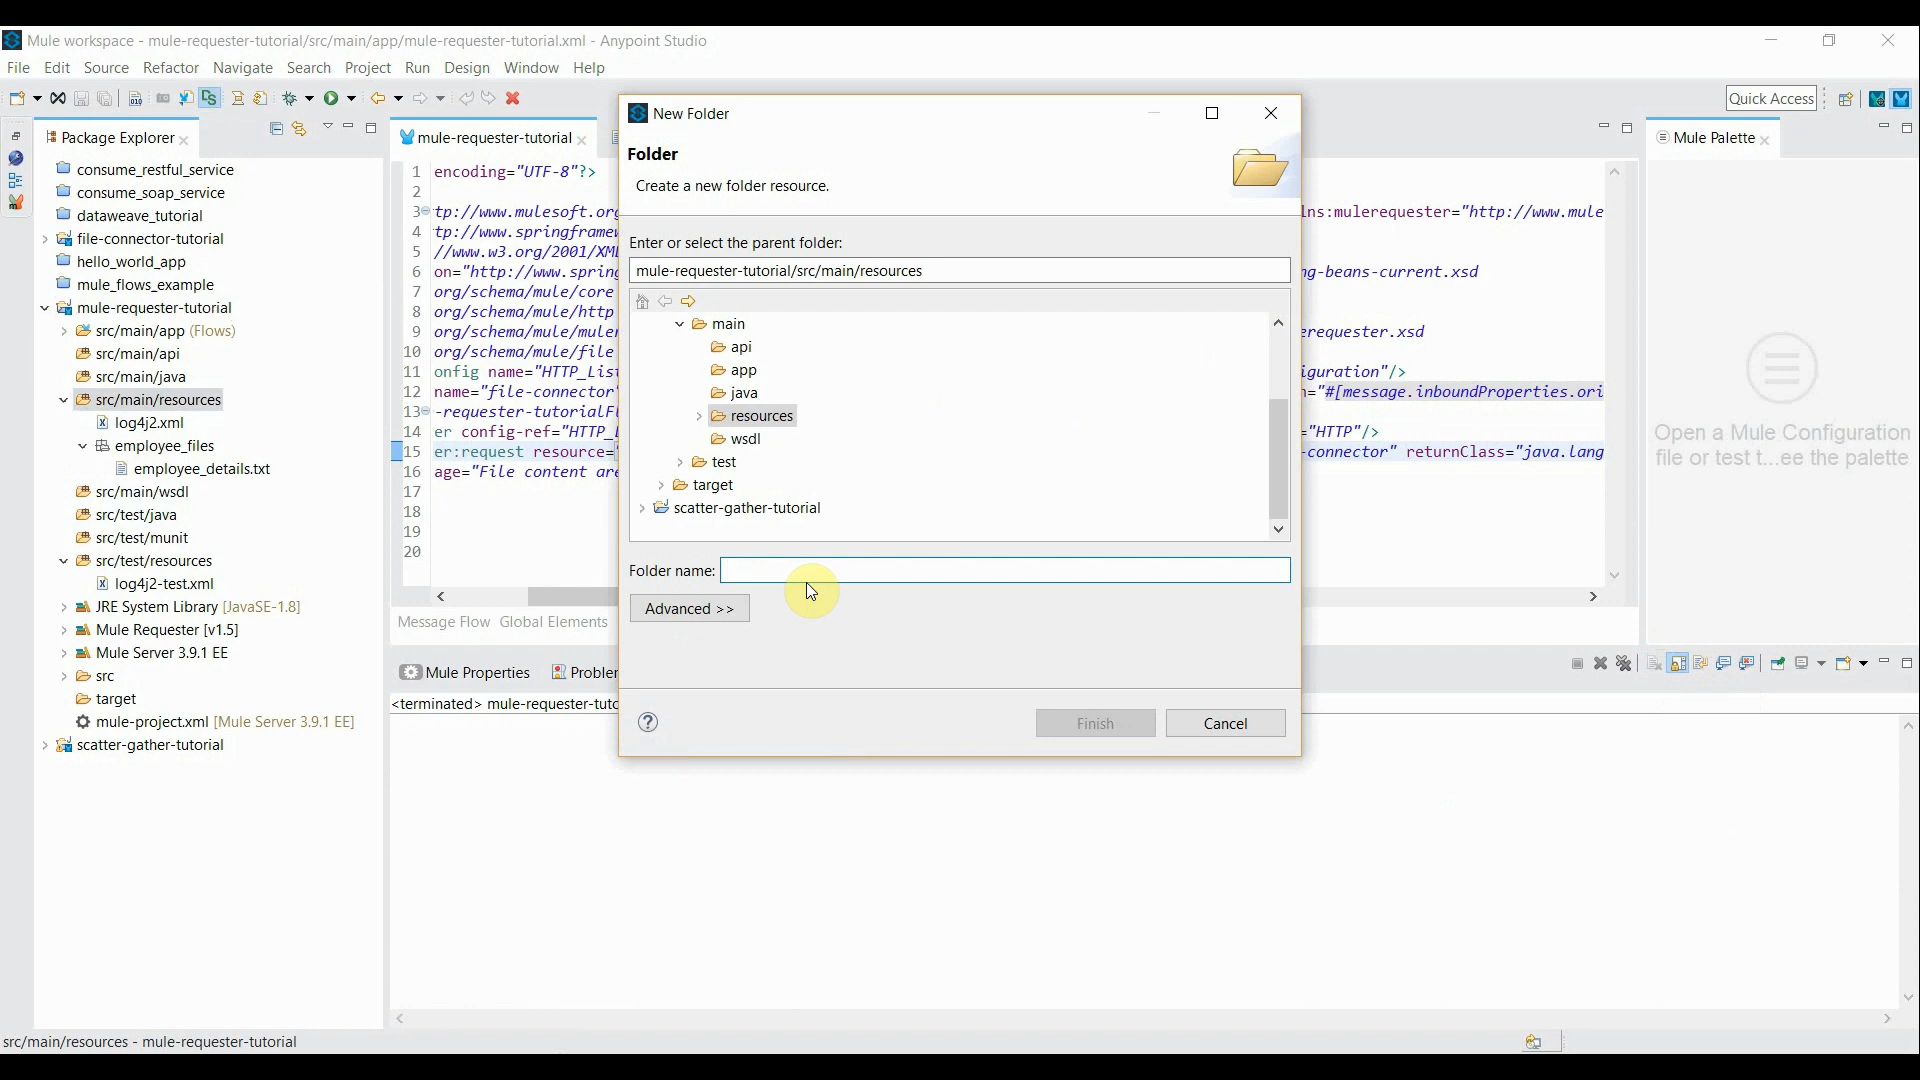 Mule workspace - mule-requester-tutorial/src/main/app/mule-requester-tutorial.xml - Anypoint Studio
File Edit Source Refactor Navigate Search Project Run Design Window Help
Quick Access
Package Explorer
consume_restful_service
consume_soap_service
dataweave_tutorial
file-connector-tutorial
hello_world_app
mule_flows_example
mule-requester-tutorial
src/main/app (Flows)
src/main/api
src/main/java
src/main/resources
log4j2.xml
employee_files
employee_details.txt
src/main/wsdl
src/test/java
src/test/munit
src/test/resources
log4j2-test.xml
JRE System Library [JavaSE-1.8]
Mule Requester [v1.5]
Mule Server 3.9.1 EE
src
target
mule-project.xml [Mule Server 3.9.1 EE]
scatter-gather-tutorial
mule-requester-tutorial
1 encoding="UTF-8"?>
2
3 tp://www.mulesoft.org
4 tp://www.springframew
5 //www.w3.org/2001/XML
6 on="http://www.spring
7 org/schema/mule/core
8 org/schema/mule/http
9 org/schema/mule/muler
10 org/schema/mule/file
11 onfig name="HTTP_List
12 name="file-connector"
13 -requester-tutorialFl
14 er config-ref="HTTP_L
15 er:request resource="
16 age="File content are
17
18
19
20
lns:mulerequester="http://www.mule
ng-beans-current.xsd
erequester.xsd
iguration"/>
="#[message.inboundProperties.ori
="HTTP"/>
-connector" returnClass="java.lang
Message Flow Global Elements
New Folder
Folder
Create a new folder resource.
Enter or select the parent folder:
mule-requester-tutorial/src/main/resources
main
api
app
java
resources
wsdl
test
target
scatter-gather-tutorial
Folder name:
Advanced >>
Finish Cancel
Mule Palette
Open a Mule Configuration
file or test t...ee the palette
Mule Properties Probler
<terminated> mule-requester-tuto
src/main/resources - mule-requester-tutorial